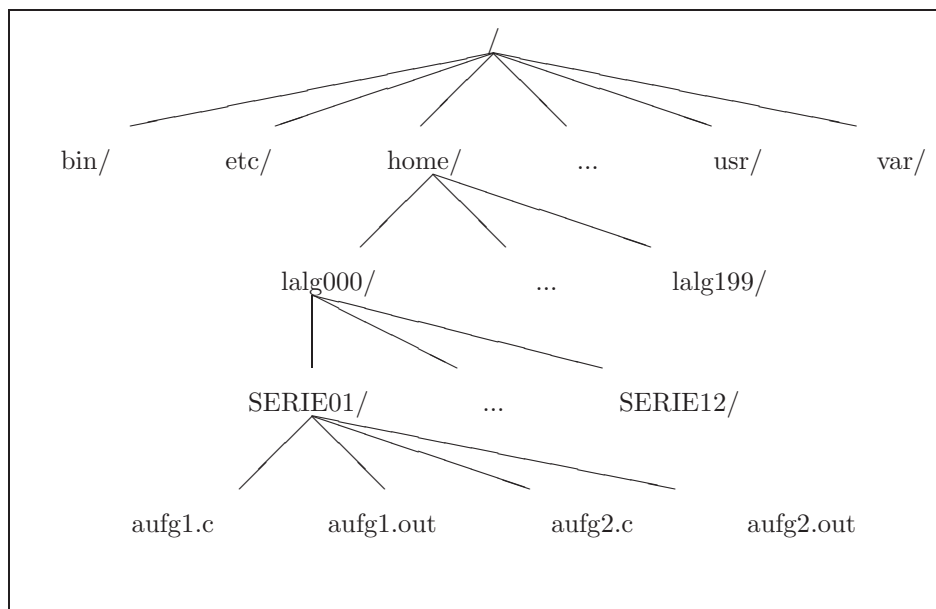 /
bin/ etc/ home/ ... usr/ var/
lalg000/ ... lalg199/
SERIE01/ ... SERIE12/
aufg1.c aufg1.out aufg2.c aufg2.out